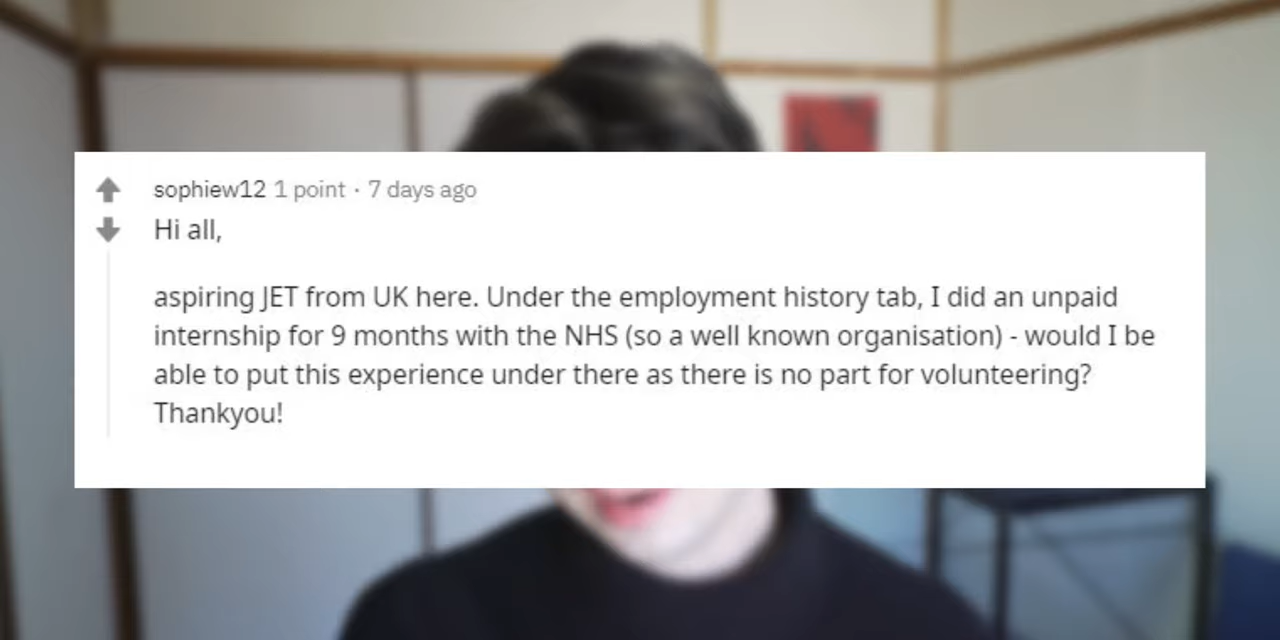 sophiew12 1 point · 7 days ago
Hi all,
aspiring JET from UK here. Under the employment history tab, I did an unpaid
internship for 9 months with the NHS (so a well known organisation) - would I be
able to put this experience under there as there is no part for volunteering?
Thankyou!